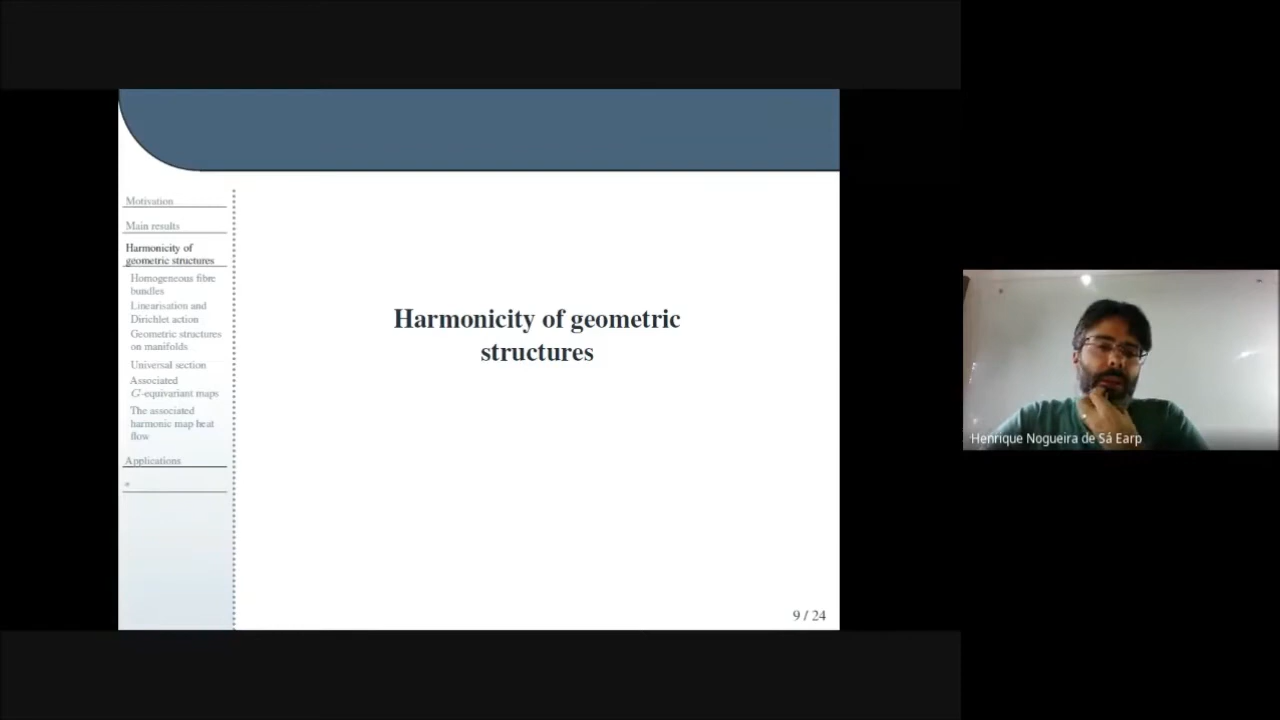 Motivation
Main results
Harmonicity of
geometric structures
Homogeneous fibre
bundles
Linearisation and
Dirichlet action
Geometric structures
on manifolds
Universal section
Associated
G-equivariant maps
The associated
harmonic map heat
flow
Applications
*
Harmonicity of geometric
structures
9 / 24
Henrique Nogueira de Sá Earp